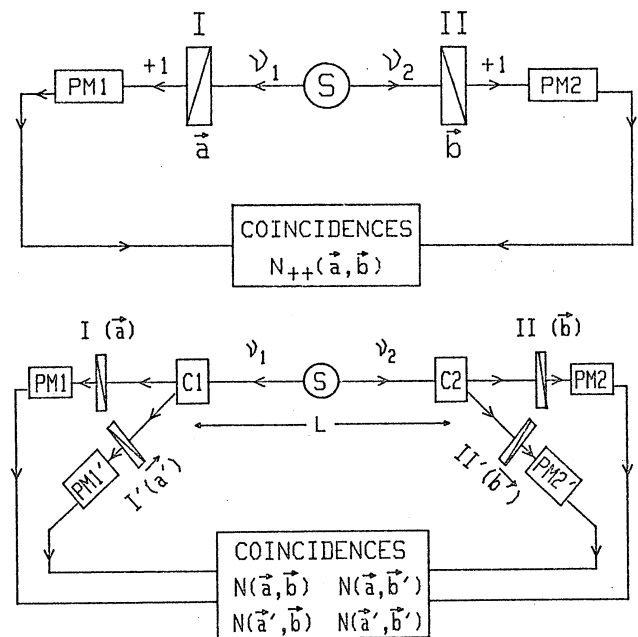 I II
+1 ν₁ ν₂ +1
PM1 S PM2
a⃗ b⃗
COINCIDENCES
N₊₊(a⃗,b⃗)
I (a⃗) II (b⃗)
ν₁ ν₂
PM1 C1 S C2 PM2
L
PM1′ I′(a⃗′) II′(b⃗′) PM2′
COINCIDENCES
N(a⃗,b⃗) N(a⃗,b⃗′)
N(a⃗′,b⃗) N(a⃗′,b⃗′)